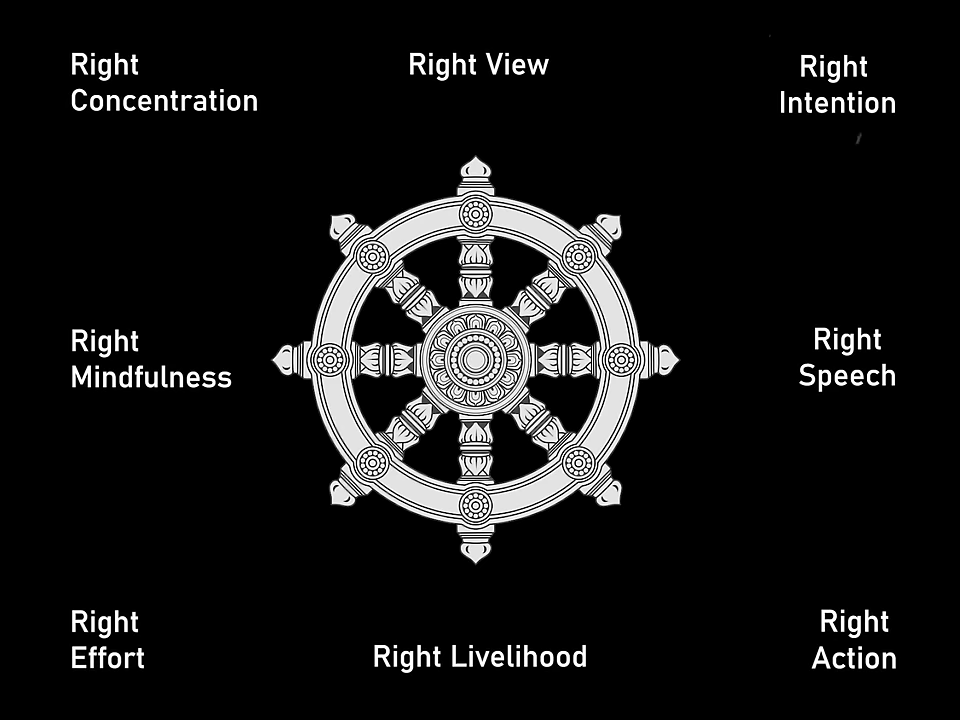 Right
Concentration
Right View
Right
Intention
Right
Mindfulness
Right
Speech
Right
Effort
Right Livelihood
Right
Action